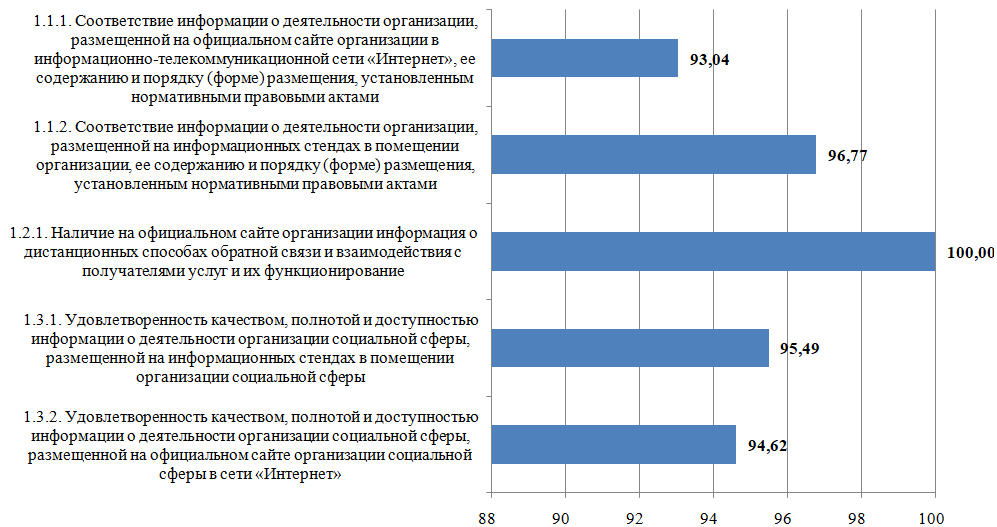 1.1.1. Соответствие информации о деятельности организации,
размещенной на официальном сайте организации в
информационно-телекоммуникационной сети «Интернет», ее
содержанию и порядку (форме) размещения, установленным
нормативными правовыми актами
93,04
1.1.2. Соответствие информации о деятельности организации,
размещенной на информационных стендах в помещении
организации, ее содержанию и порядку (форме) размещения,
установленным нормативными правовыми актами
96,77
1.2.1. Наличие на официальном сайте организации информация о
дистанционных способах обратной связи и взаимодействия с
получателями услуг и их функционирование
100,00
1.3.1. Удовлетворенность качеством, полнотой и доступностью
информации о деятельности организации социальной сферы,
размещенной на информационных стендах в помещении
организации социальной сферы
95,49
1.3.2. Удовлетворенность качеством, полнотой и доступностью
информации о деятельности организации социальной сферы,
размещенной на официальном сайте организации социальной
сферы в сети «Интернет»
94,62
88 90 92 94 96 98 100